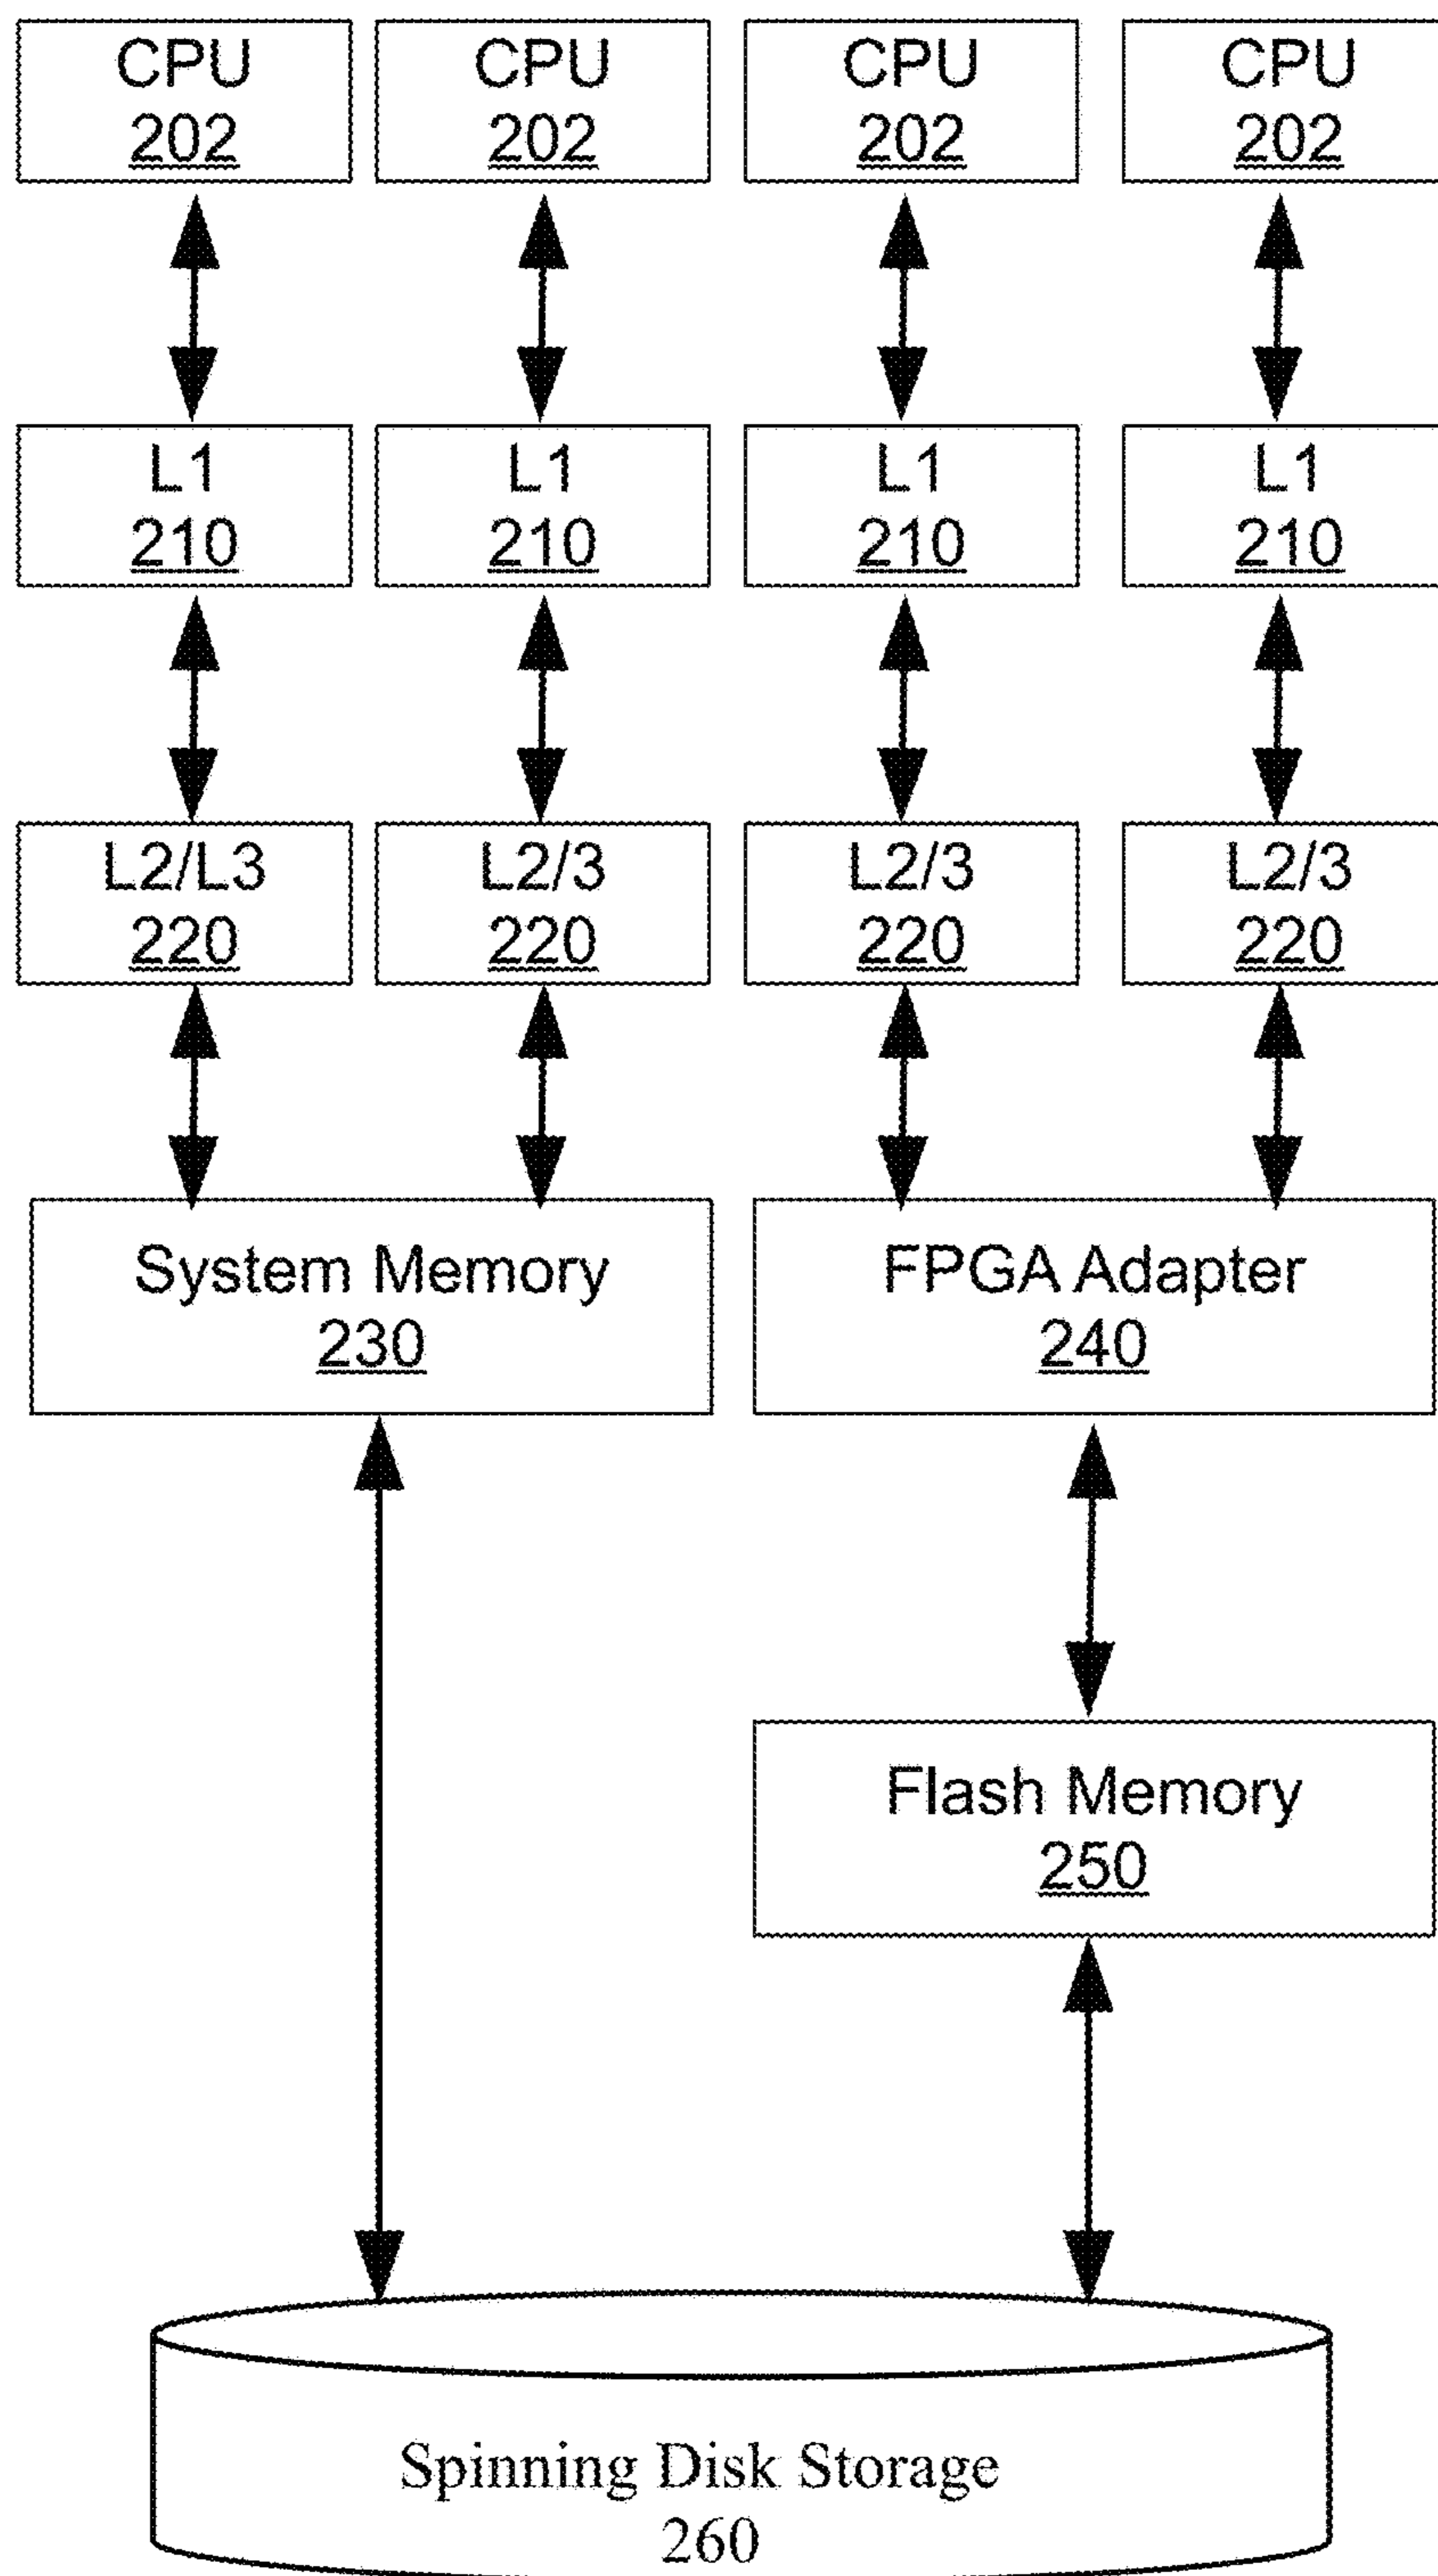 CPU
202
CPU
202
CPU
202
CPU
202
L1
210
L1
210
L1
210
L1
210
L2/L3
220
L2/3
220
L2/3
220
L2/3
220
System Memory
230
FPGA Adapter
240
Flash Memory
250
Spinning Disk Storage
260